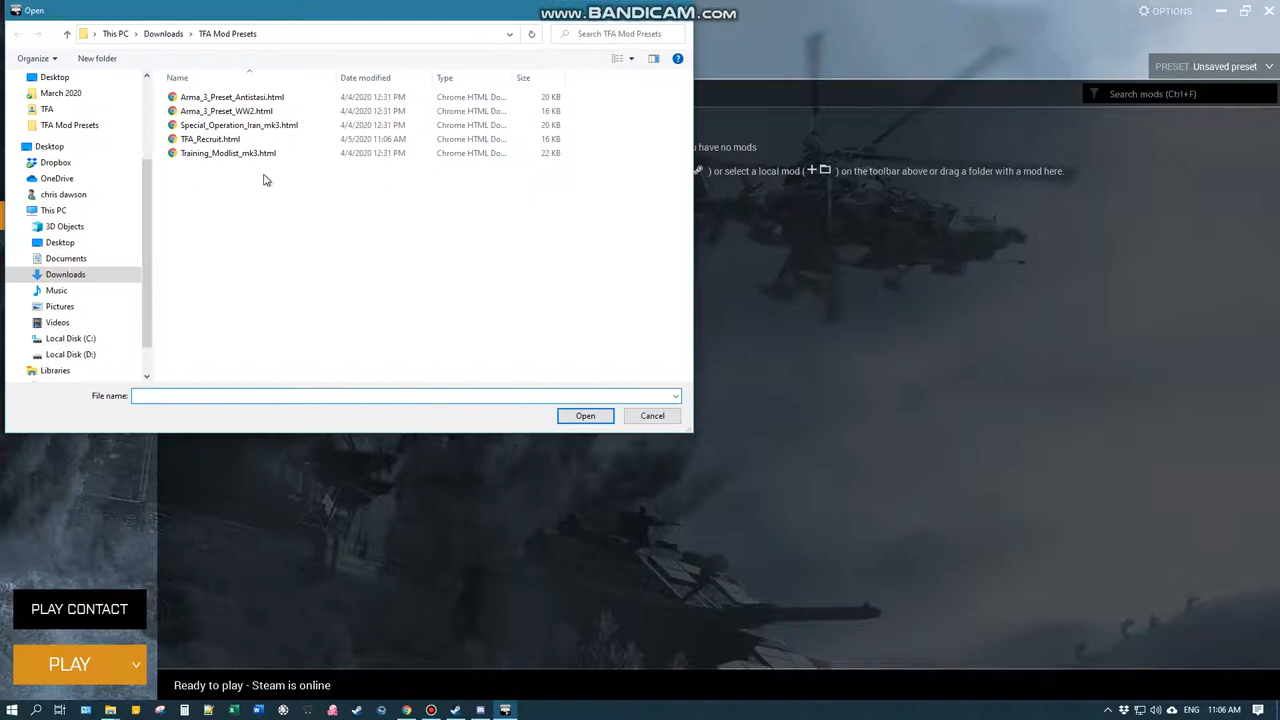 Open
www.BANDICAM.com
OPTIONS
This PC > Downloads > TFA Mod Presets
Search TFA Mod Presets
Organize
New folder
PRESET Unsaved preset
Search mods (Ctrl+F)
Name
Date modified
Type
Size
Arma_3_Preset_Antistasi.html 4/4/2020 12:31 PM Chrome HTML Do... 20 KB
Arma_3_Preset_WW2.html 4/4/2020 12:31 PM Chrome HTML Do... 16 KB
Special_Operation_Iran_mk3.html 4/4/2020 12:31 PM Chrome HTML Do... 20 KB
TFA_Recruit.html 4/5/2020 11:06 AM Chrome HTML Do... 16 KB
Training_Modlist_mk3.html 4/4/2020 12:31 PM Chrome HTML Do... 22 KB
Desktop
March 2020
TFA
TFA Mod Presets
Desktop
Dropbox
OneDrive
chris dawson
This PC
3D Objects
Desktop
Documents
Downloads
Music
Pictures
Videos
Local Disk (C:)
Local Disk (D:)
Libraries
u have no mods
) or select a local mod ( ) on the toolbar above or drag a folder with a mod here.
File name:
Open
Cancel
PLAY CONTACT
PLAY
Ready to play - Steam is online
ENG
11:06 AM